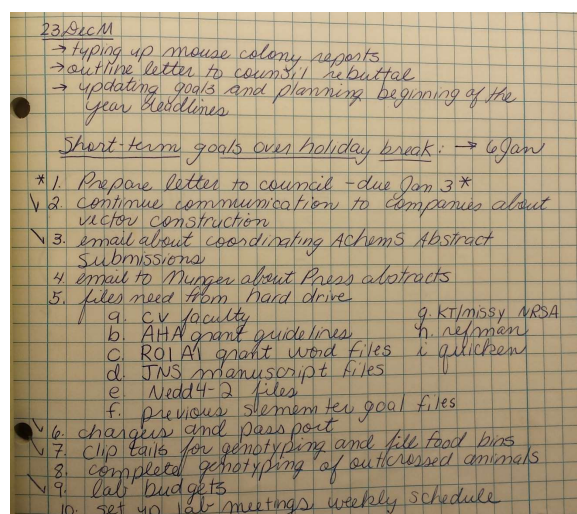 23 Dec M
→ typing up mouse colony reports
→ outline letter to council rebuttal
→ updating goals and planning beginning of the
year deadlines
Short-term goals over holiday break: → 6 Jan
* 1. Prepare letter to council - due Jan 3 *
✓ 2. continue communication to companies about
vector construction
✓ 3. email about coordinating AchemS Abstract
Submissions
4. email to Munger about Press abstracts
5. files need from hard drive
a. CV faculty g. KT/missy NRSA
b. AHA grant guidelines h. refman
c. RO1 A1 grant word files i quicken
d. JNS manuscript files
e. Nedd4-2 files
f. previous goal files
✓ 6. and passport
✓ 7. clip tails for genotyping and fill food bins
8. complete genotyping of outcrossed animals
✓ 9. lab budgets
10. set up lab meetings weekly schedule